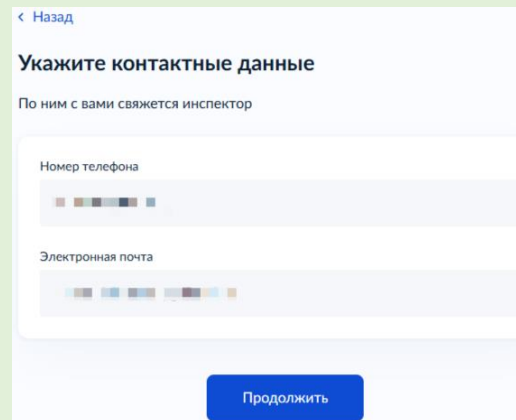 Назад
Укажите контактные данные
По ним с вами свяжется инспектор
Номер телефона
Электронная почта
Продолжить